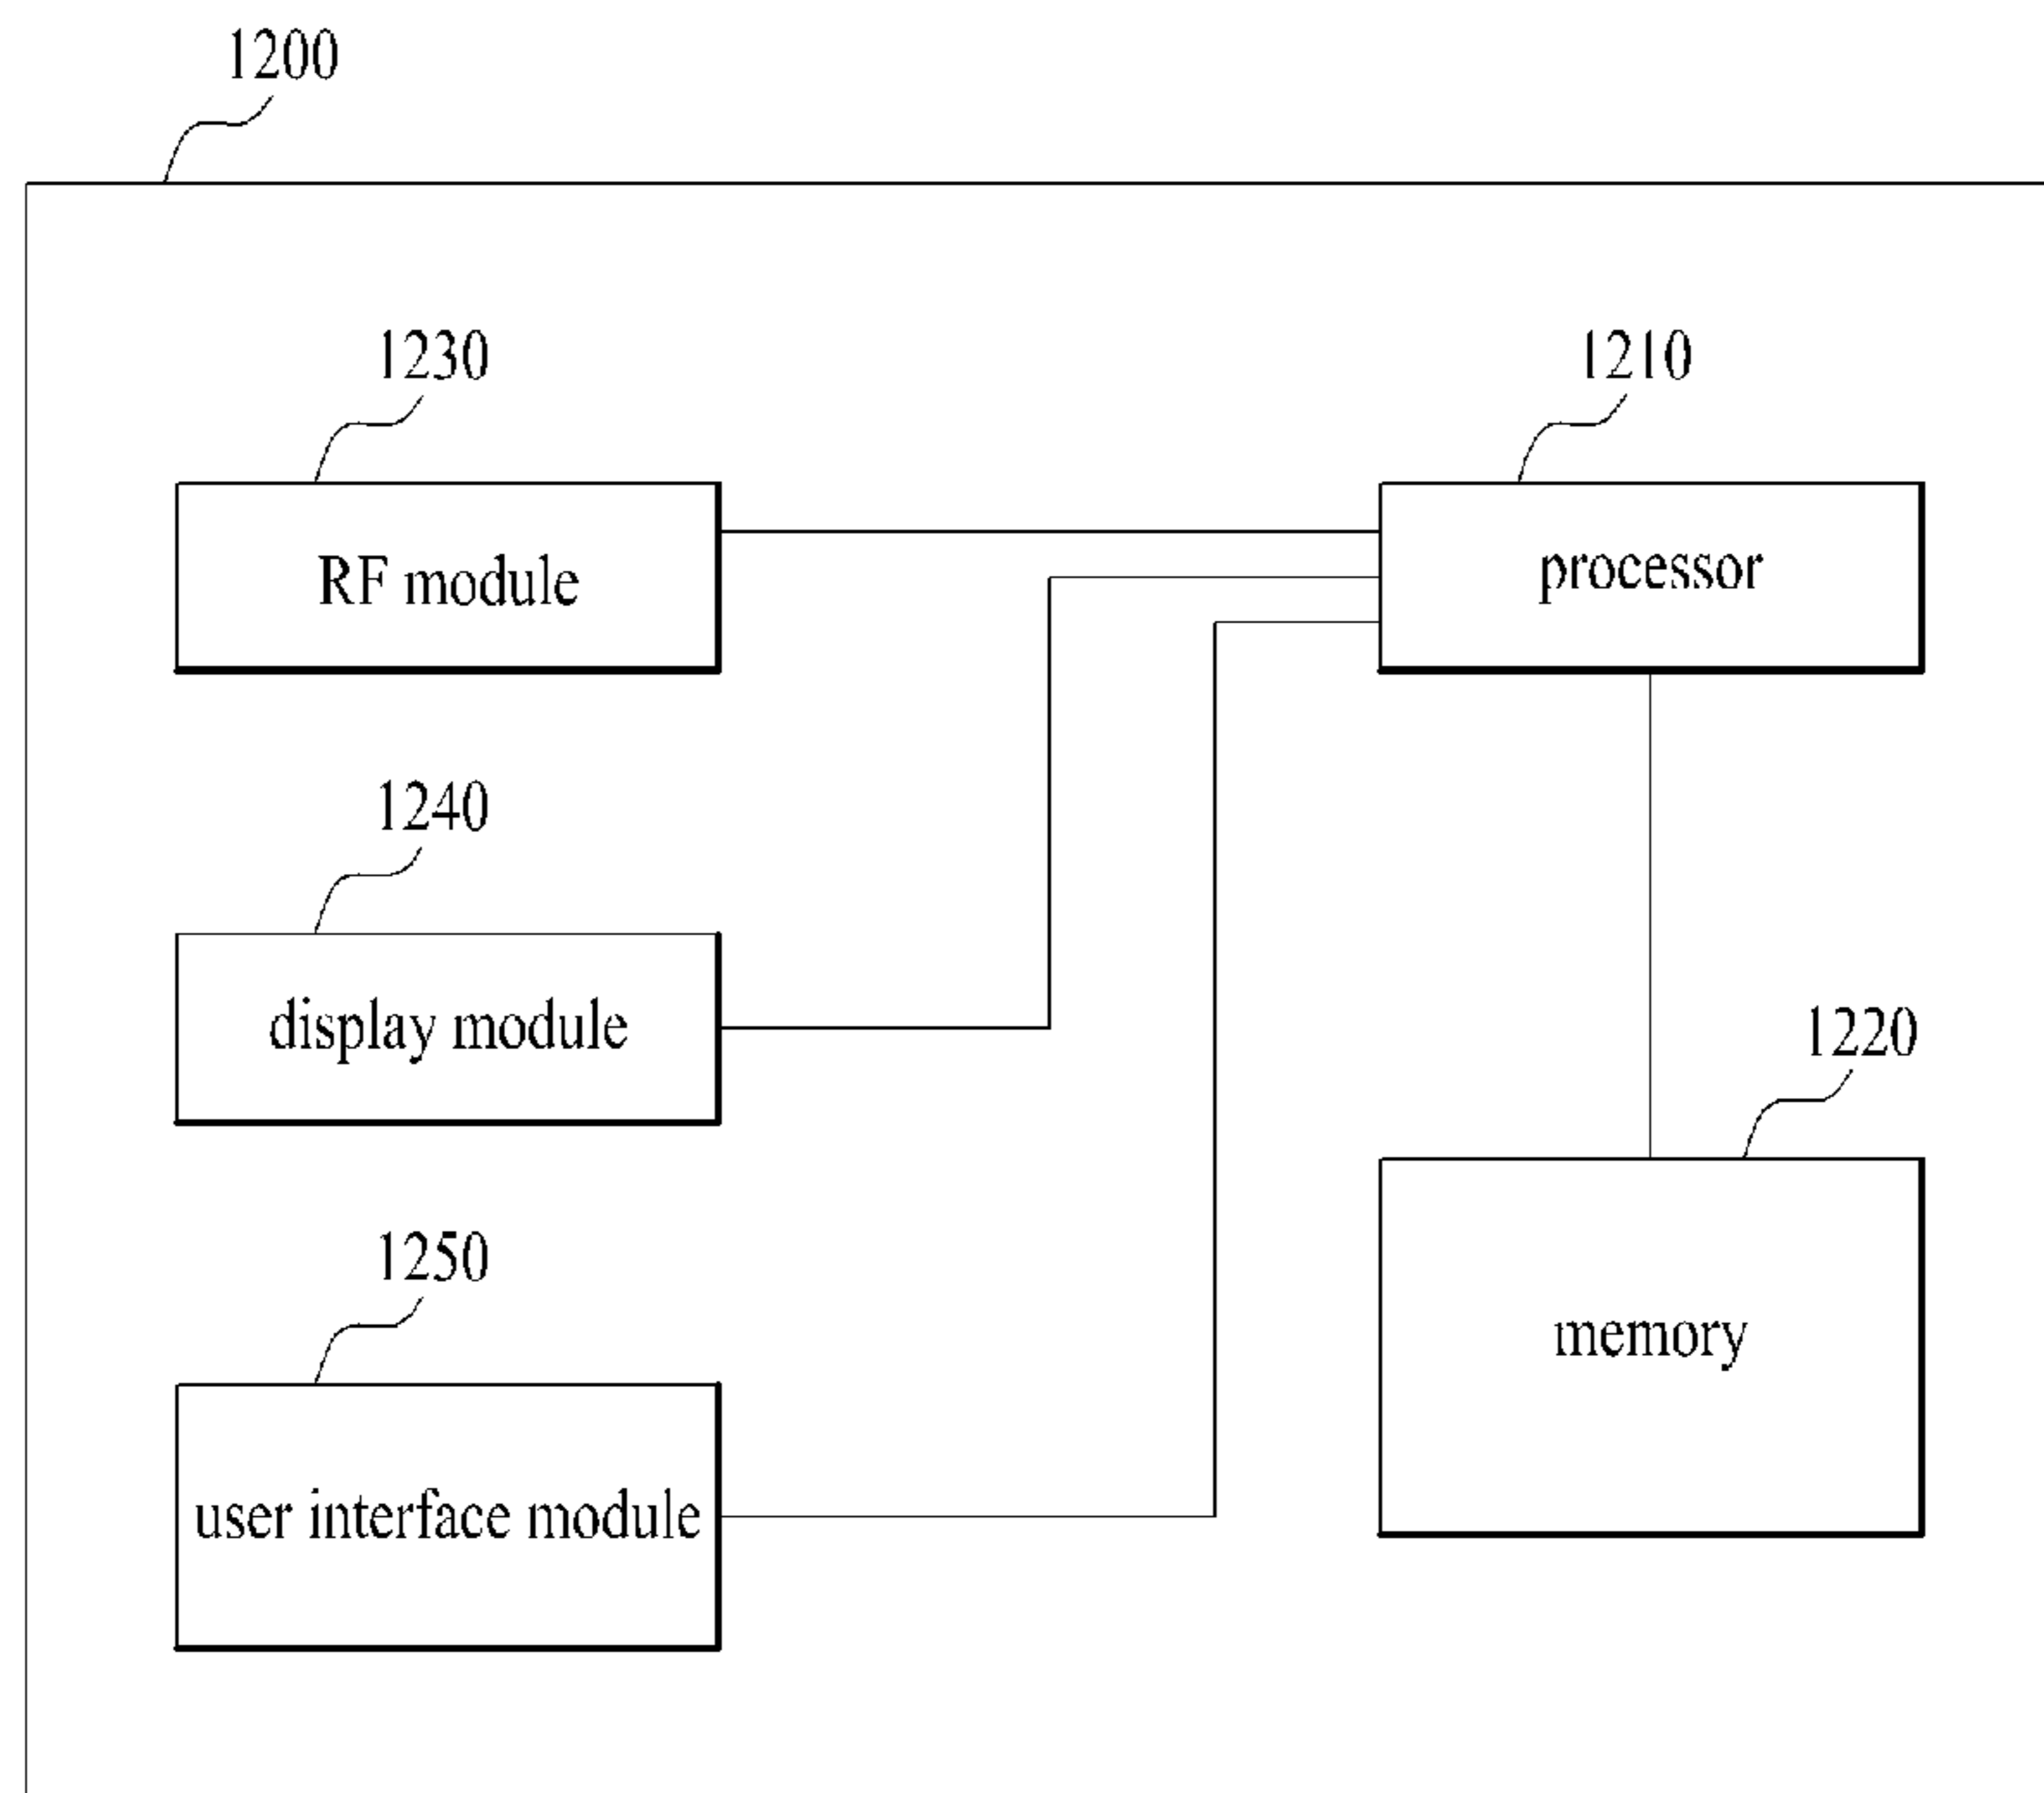 1200
1230
1210
RF module
processor
1240
display module
1220
1250
memory
user interface module